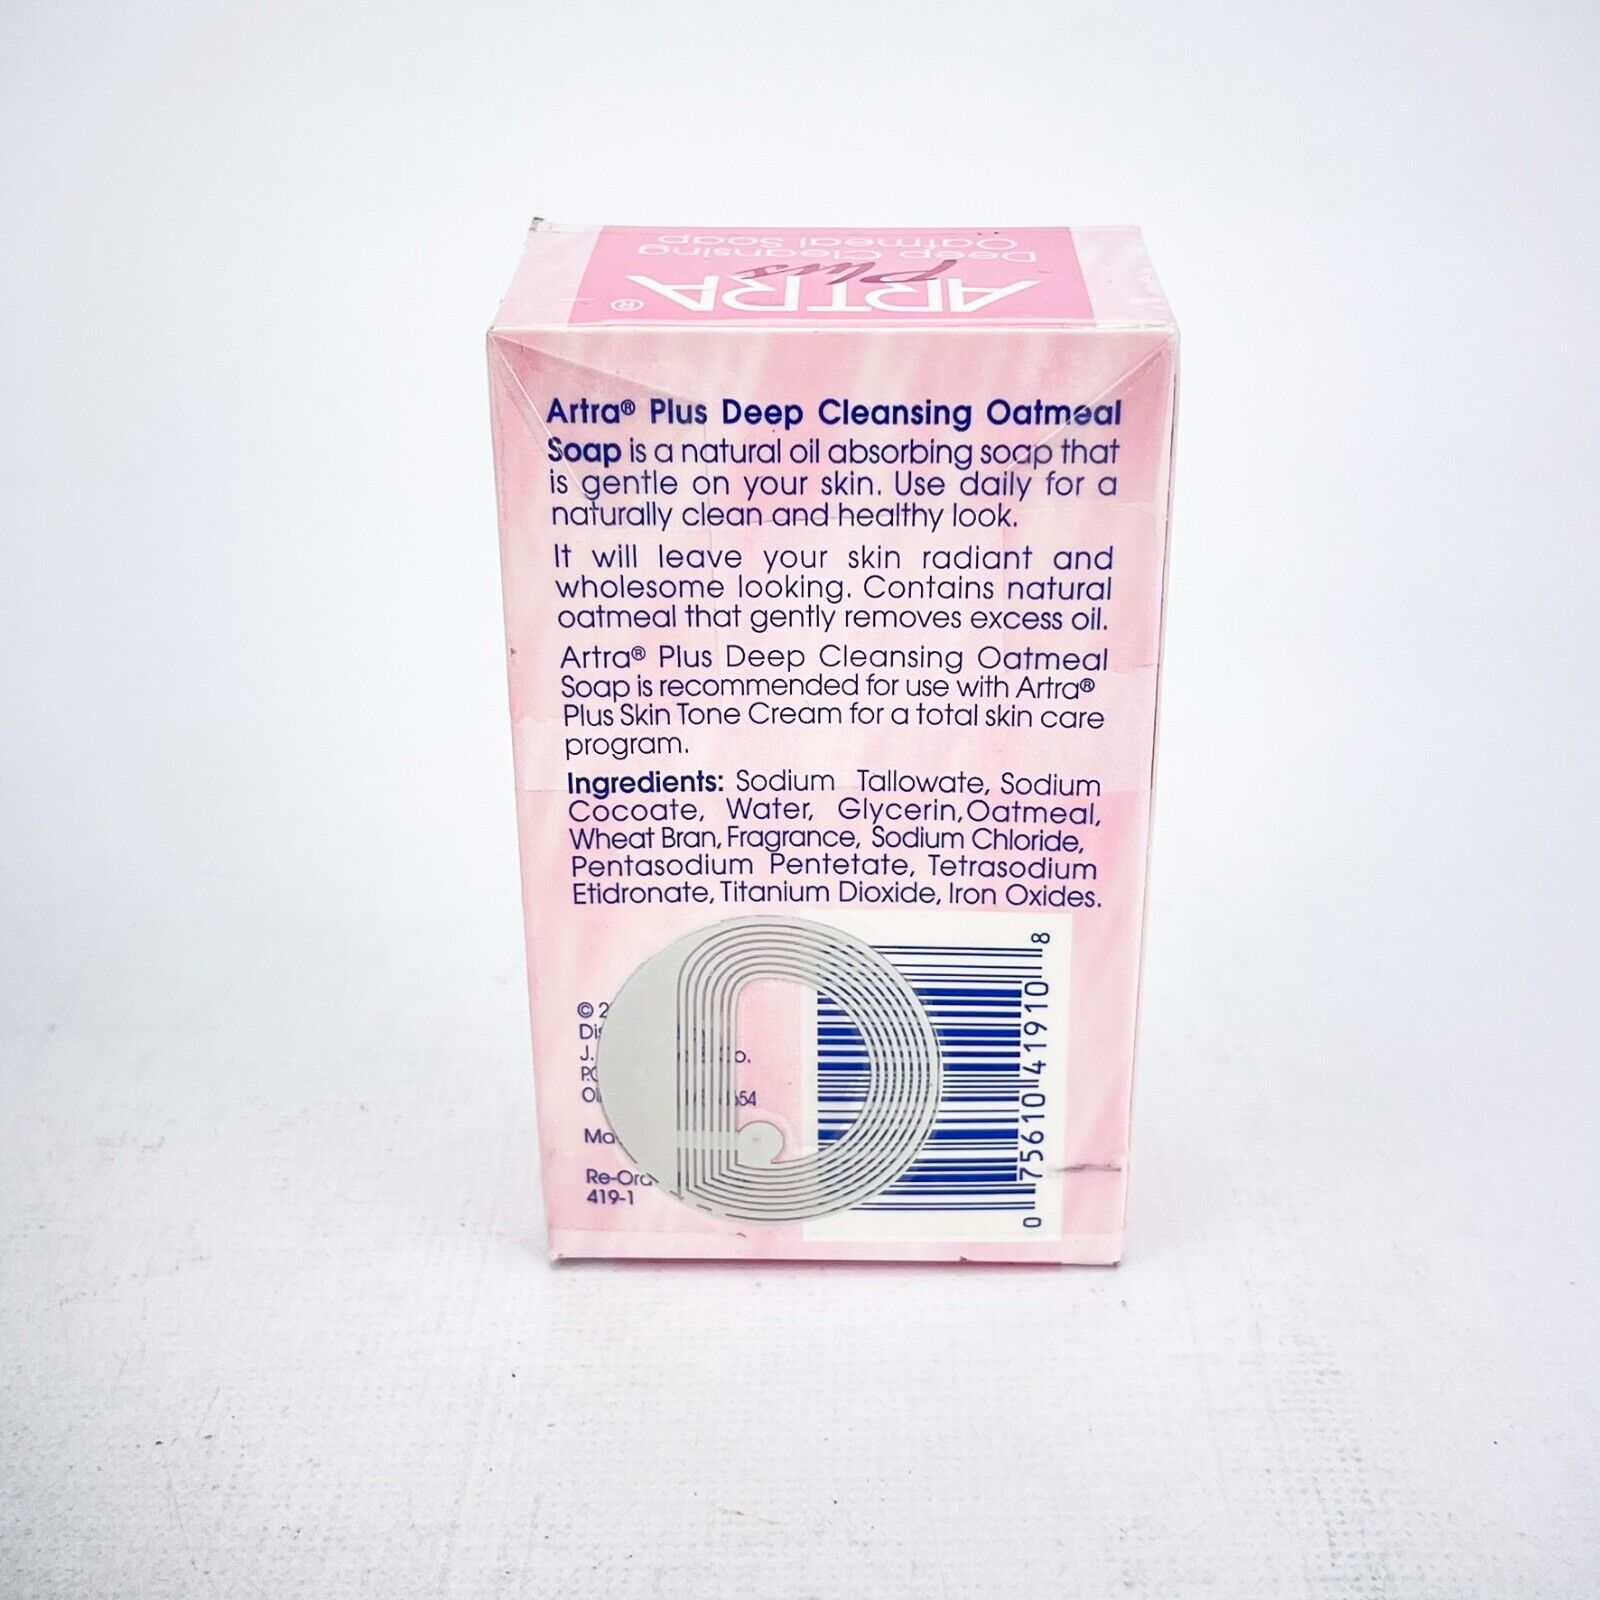 Deep Cleansing
Oatmeal Soap
ARTRA®
Plus
Artra® Plus Deep Cleansing Oatmeal
Soap is a natural oil absorbing soap that
is gentle on your skin. Use daily for a
naturally clean and healthy look.
It will leave your skin radiant and
wholesome looking. Contains natural
oatmeal that gently removes excess oil.
Artra® Plus Deep Cleansing Oatmeal
Soap is recommended for use with Artra®
Plus Skin Tone Cream for a total skin care
program.
Ingredients: Sodium Tallowate, Sodium
Cocoate, Water, Glycerin, Oatmeal,
Wheat Bran, Fragrance, Sodium Chloride,
Pentasodium Pentetate, Tetrasodium
Etidronate, Titanium Dioxide, Iron Oxides.
©
J.
419-1
0 75610 41910 8